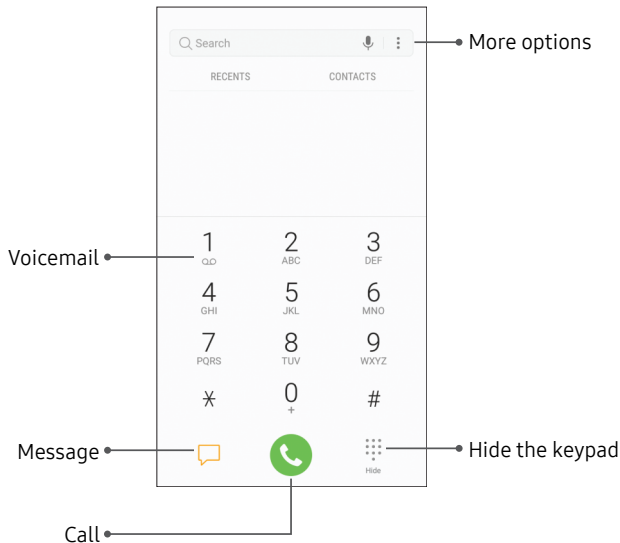 Search
More options
RECENTS CONTACTS
1 2 3
ABC DEF
Voicemail
4 5 6
GHI JKL MNO
7 8 9
PQRS TUV WXYZ
* 0 #
+
Message
Hide the keypad
Hide
Call